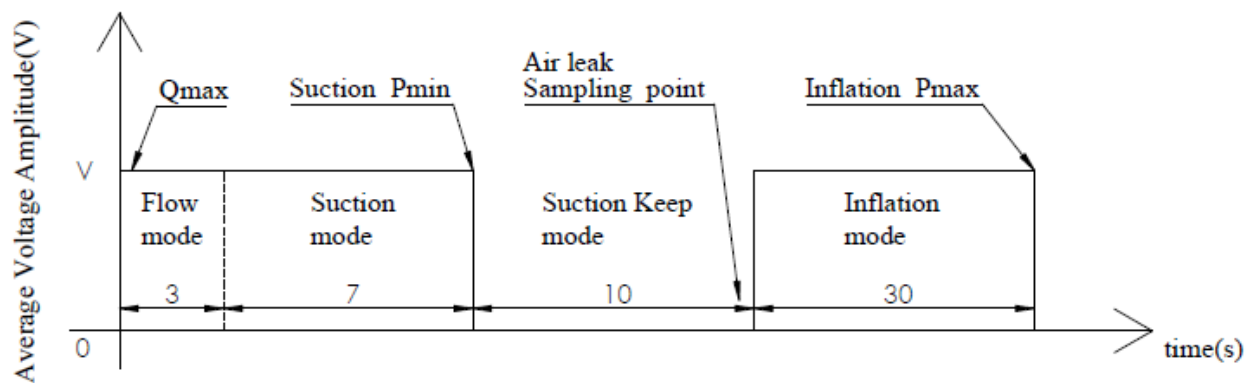 Average Voltage Amplitude(V)
Qmax
Suction Pmin
Air leak
Sampling point
Inflation Pmax
V
Flow
mode
Suction
mode
Suction Keep
mode
Inflation
mode
3
7
10
30
0
time(s)